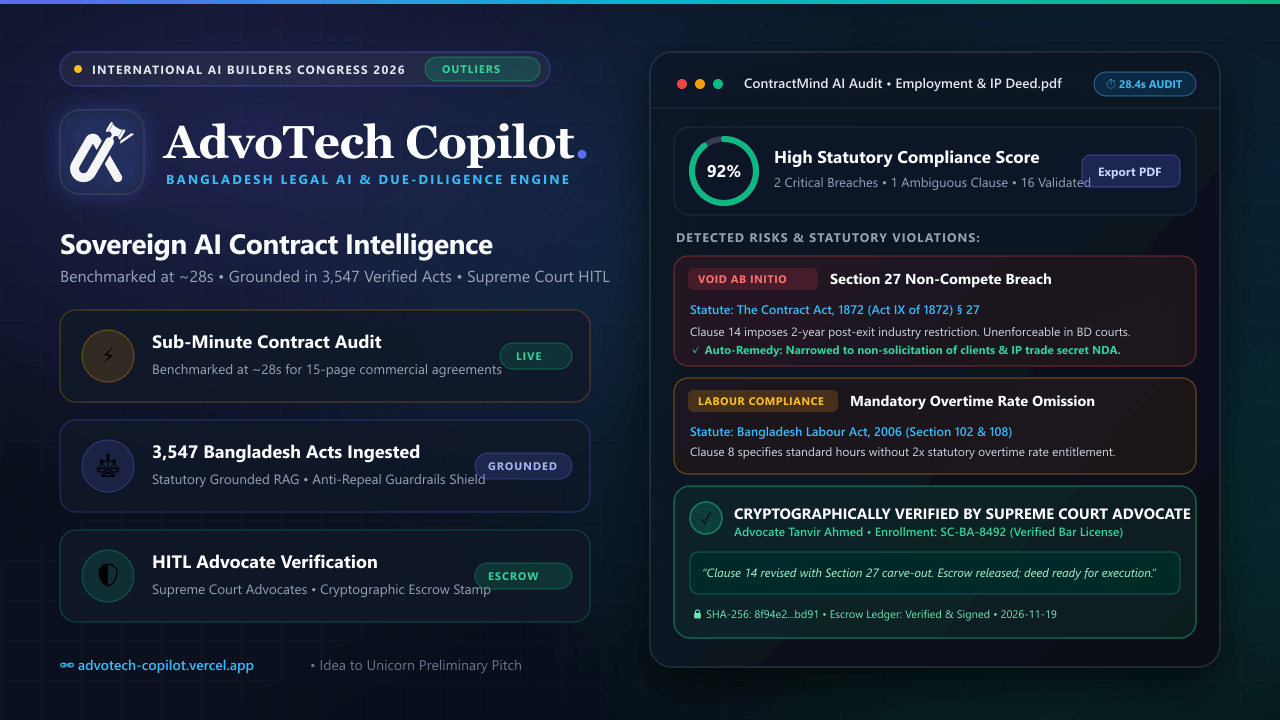 INTERNATIONAL AI BUILDERS CONGRESS 2026 OUTLIERS
AdvoTech Copilot.
BANGLADESH LEGAL AI & DUE-DILIGENCE ENGINE
Sovereign AI Contract Intelligence
Benchmarked at ~28s • Grounded in 3,547 Verified Acts • Supreme Court HITL
Sub-Minute Contract Audit
Benchmarked at ~28s for 15-page commercial agreements
LIVE
3,547 Bangladesh Acts Ingested
Statutory Grounded RAG • Anti-Repeal Guardrails Shield
GROUNDED
HITL Advocate Verification
Supreme Court Advocates • Cryptographic Escrow Stamp
ESCROW
advotech-copilot.vercel.app • Idea to Unicorn Preliminary Pitch
ContractMind AI Audit • Employment & IP Deed.pdf
⏱ 28.4s AUDIT
92%
High Statutory Compliance Score
2 Critical Breaches • 1 Ambiguous Clause • 16 Validated
Export PDF
DETECTED RISKS & STATUTORY VIOLATIONS:
VOID AB INITIO Section 27 Non-Compete Breach
Statute: The Contract Act, 1872 (Act IX of 1872) § 27
Clause 14 imposes 2-year post-exit industry restriction. Unenforceable in BD courts.
✓ Auto-Remedy: Narrowed to non-solicitation of clients & IP trade secret NDA.
LABOUR COMPLIANCE Mandatory Overtime Rate Omission
Statute: Bangladesh Labour Act, 2006 (Section 102 & 108)
Clause 8 specifies standard hours without 2x statutory overtime rate entitlement.
✓ CRYPTOGRAPHICALLY VERIFIED BY SUPREME COURT ADVOCATE
Advocate Tanvir Ahmed • Enrollment: SC-BA-8492 (Verified Bar License)
"Clause 14 revised with Section 27 carve-out. Escrow released; deed ready for execution."
🔒 SHA-256: 8f94e2...bd91 • Escrow Ledger: Verified & Signed • 2026-11-19